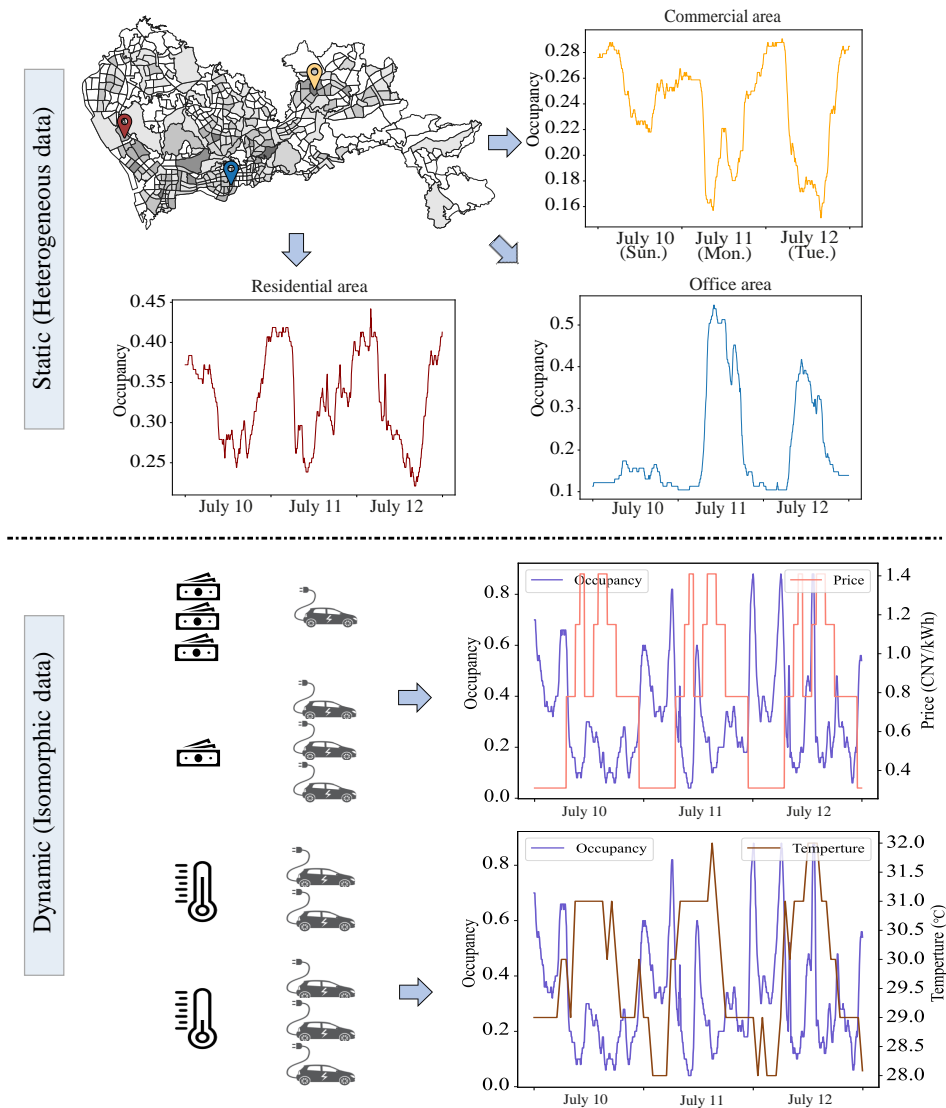 Static (Heterogeneous data)
Commercial area
Occupancy
0.28
0.26
0.24
0.22
0.20
0.18
0.16
July 10
(Sun.)
July 11
(Mon.)
July 12
(Tue.)
Residential area
Occupancy
0.45
0.40
0.35
0.30
0.25
July 10
July 11
July 12
Office area
Occupancy
0.5
0.4
0.3
0.2
0.1
July 10
July 11
July 12
Dynamic (Isomorphic data)
Occupancy
Price
Occupancy
0.8
0.6
0.4
0.2
0.0
1.4
1.2
1.0
0.8
0.6
0.4
Price (CNY/kWh)
July 10
July 11
July 12
Occupancy
Temperture
Occupancy
0.8
0.6
0.4
0.2
0.0
32.0
31.5
31.0
30.5
30.0
29.5
29.0
28.5
28.0
Temperture (℃)
July 10
July 11
July 12